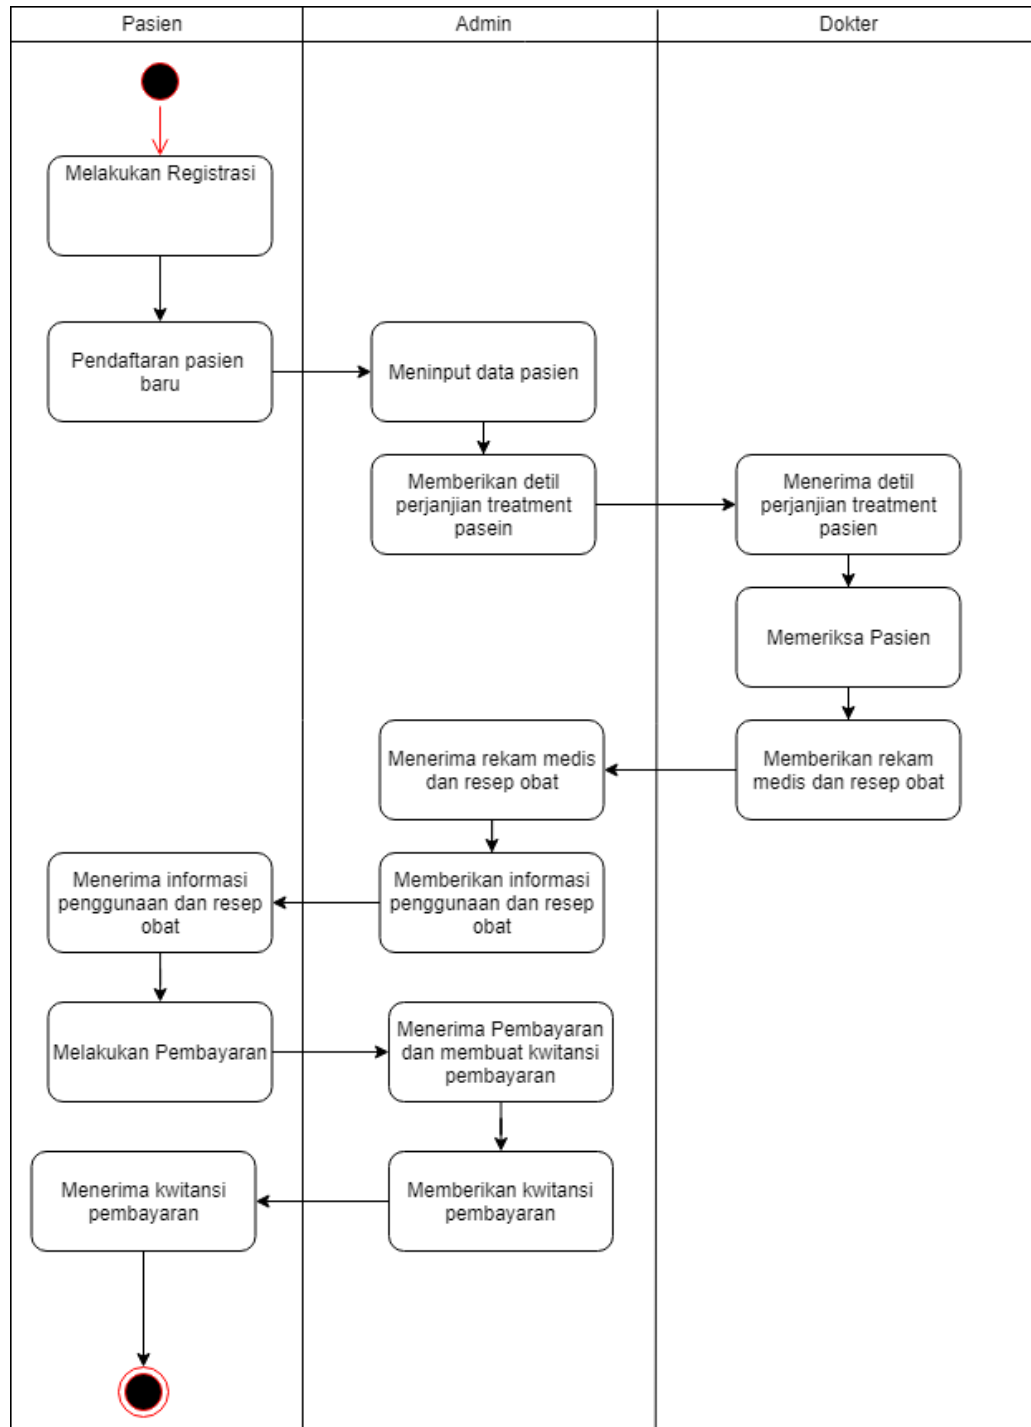 Pasien
Admin
Dokter
Melakukan Registrasi
Pendaftaran pasien
baru
Meninput data pasien
Memberikan detil
perjanjian treatment
pasein
Menerima detil
perjanjian treatment
pasien
Memeriksa Pasien
Memberikan rekam
medis dan resep obat
Menerima rekam medis
dan resep obat
Memberikan informasi
penggunaan dan resep
obat
Menerima informasi
penggunaan dan resep
obat
Melakukan Pembayaran
Menerima Pembayaran
dan membuat kwitansi
pembayaran
Memberikan kwitansi
pembayaran
Menerima kwitansi
pembayaran